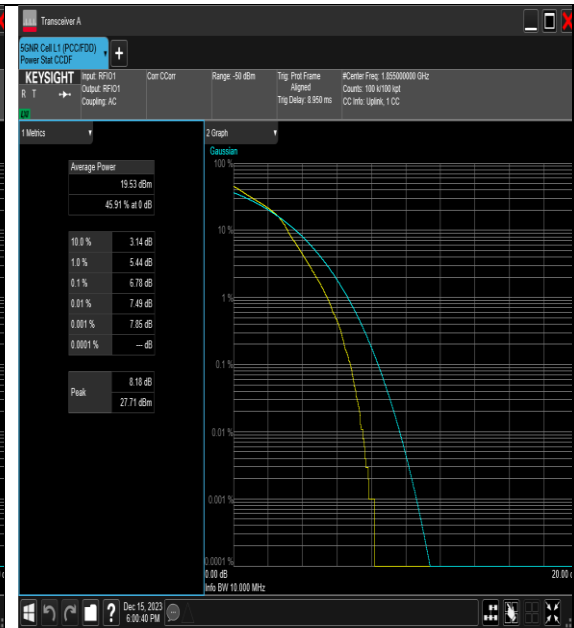 Transceiver A
5GNR Cell L1 (PCC/FDD)
Power Stat CCDF
+
KEYSIGHT
R T
Input: RFIO1
Output: RFIO1
Coupling: AC
Corr CCorr
Range: -50 dBm
Trig: Prot Frame
Aligned
Trig Delay: 8.950 ms
#Center Freq: 1.855000000 GHz
Counts: 100 k/100 kpt
CC Info: Uplink, 1 CC
1 Metrics
Average Power
19.53 dBm
45.91 % at 0 dB
10.0 % 3.14 dB
1.0 % 5.44 dB
0.1 % 6.78 dB
0.01 % 7.49 dB
0.001 % 7.85 dB
0.0001 % --- dB
Peak
8.18 dB
27.71 dBm
2 Graph
Gaussian
100 %
10 %
1 %
0.1 %
0.01 %
0.001 %
0.0001 %
0.00 dB
20.00
Info BW 10.000 MHz
?
Dec 15, 2023
6:00:40 PM